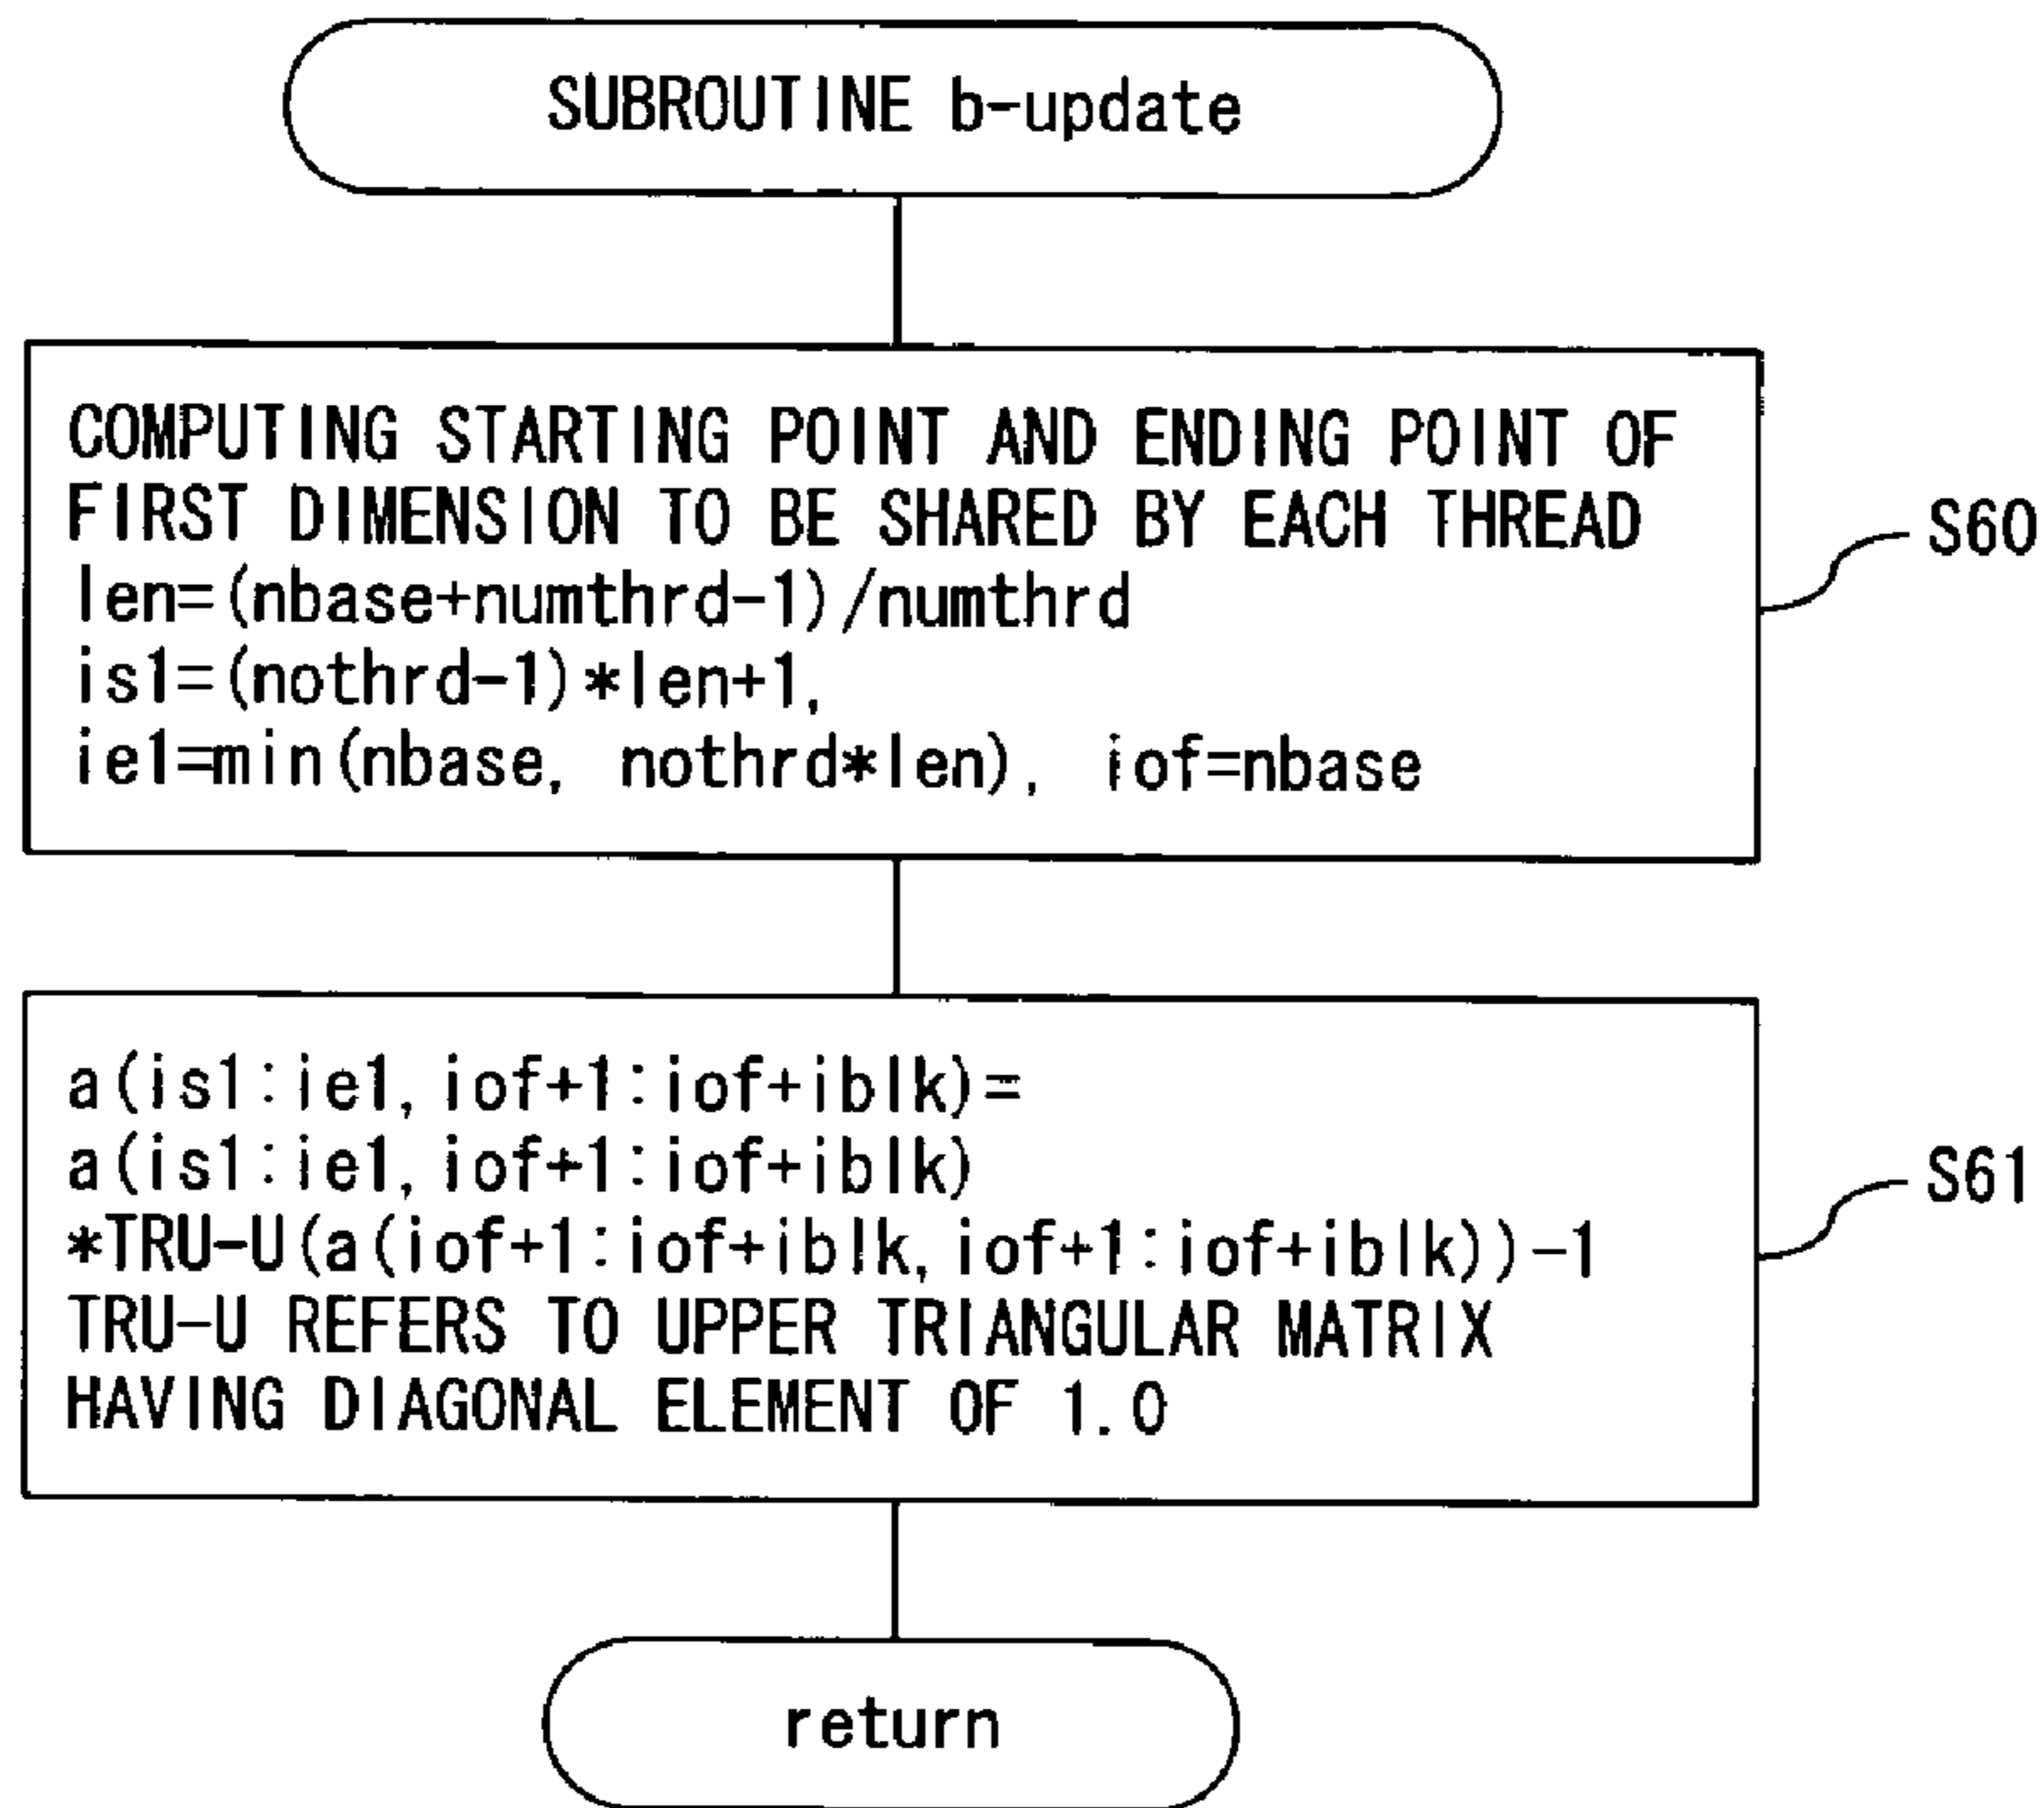 SUBROUTINE b-update
COMPUTING STARTING POINT AND ENDING POINT OF
FIRST DIMENSION TO BE SHARED BY EACH THREAD
len=(nbase+numthrd-1)/numthrd
is1=(nothrd-1)*len+1,
ie1=min(nbase, nothrd*len), iof=nbase
S60
a(is1:ie1,iof+1:iof+iblk)=
a(is1:ie1,iof+1:iof+iblk)
*TRU-U(a(iof+1:iof+iblk,iof+1:iof+iblk))-1
TRU-U REFERS TO UPPER TRIANGULAR MATRIX
HAVING DIAGONAL ELEMENT OF 1.0
S61
return